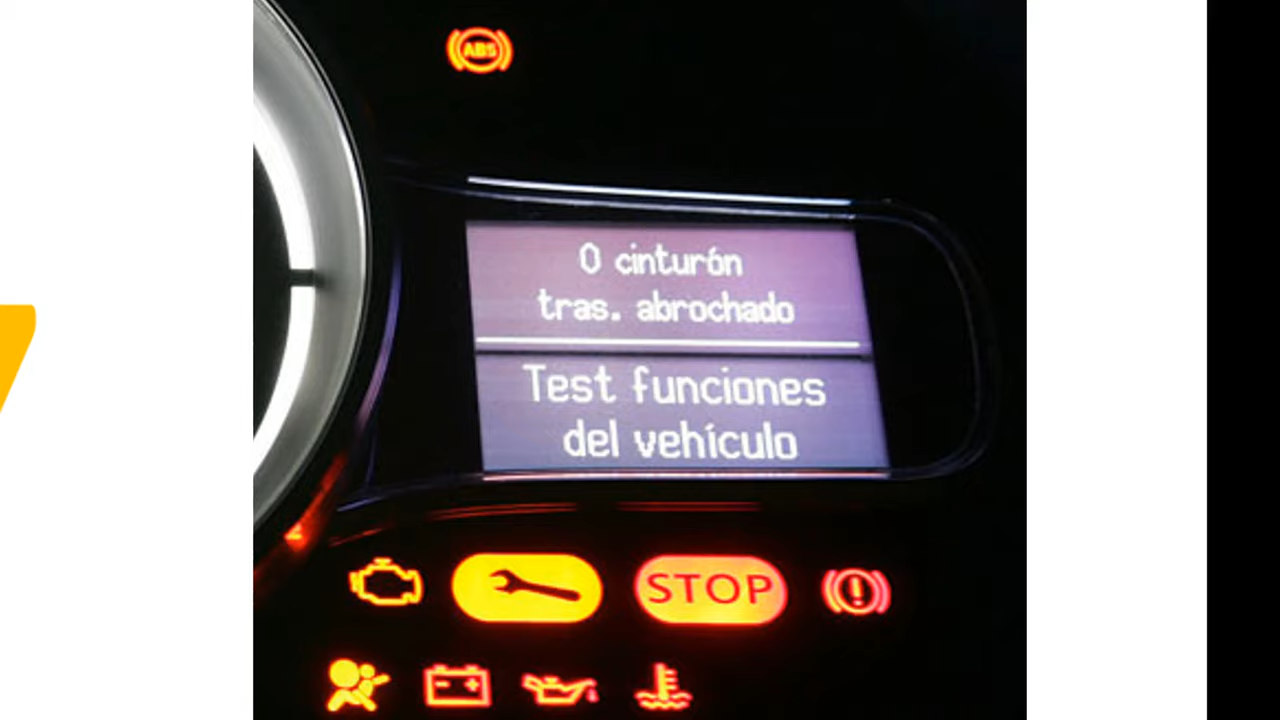 ABS
0 cinturón
tras. abrochado
Test funciones
del vehículo
STOP